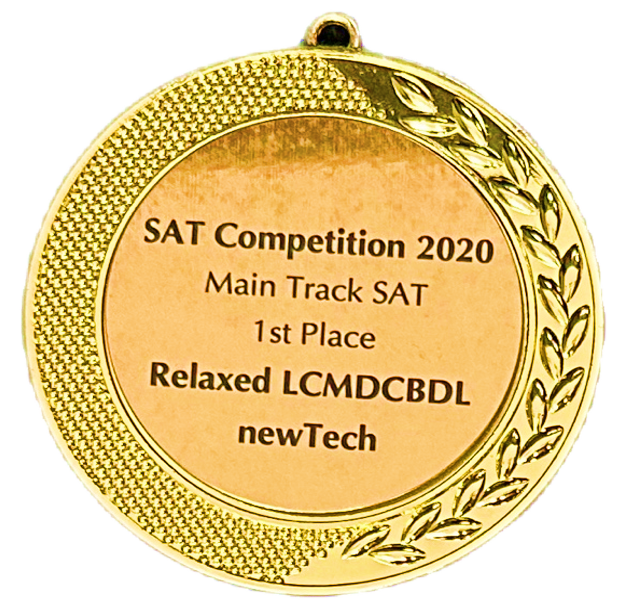 SAT Competition 2020
Main Track SAT
1st Place
Relaxed LCMDCBDL
newTech